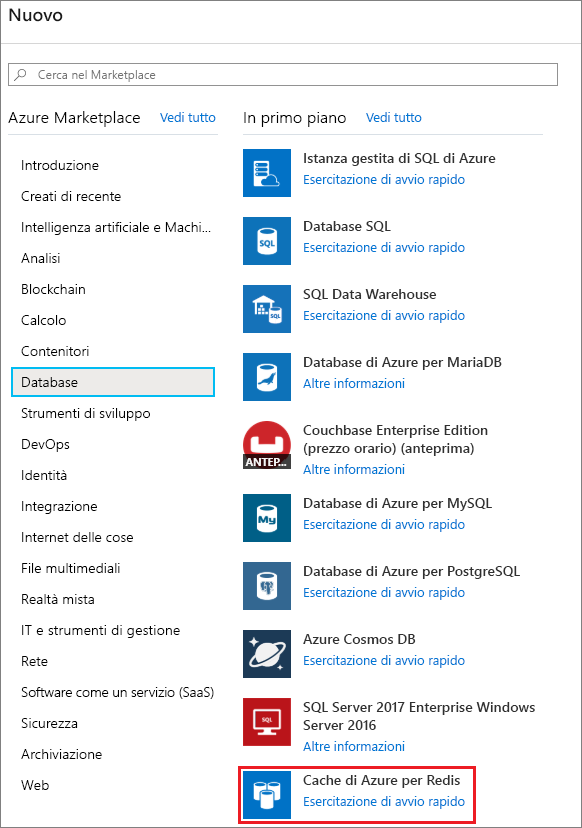 Nuovo
Cerca nel Marketplace
Azure Marketplace
Vedi tutto
Introduzione
Creati di recente
Intelligenza artificiale e Machi...
Analisi
Blockchain
Calcolo
Contenitori
Database
Strumenti di sviluppo
DevOps
Identità
Integrazione
Internet delle cose
File multimediali
Realtà mista
IT e strumenti di gestione
Rete
Software come un servizio (SaaS)
Sicurezza
Archiviazione
Web
In primo piano
Vedi tutto
Istanza gestita di SQL di Azure
Esercitazione di avvio rapido
SQL
Database SQL
Esercitazione di avvio rapido
SQL
SQL Data Warehouse
Esercitazione di avvio rapido
Database di Azure per MariaDB
Altre informazioni
ANTEP...
Couchbase Enterprise Edition
(prezzo orario) (anteprima)
Altre informazioni
My
Database di Azure per MySQL
Esercitazione di avvio rapido
Database di Azure per PostgreSQL
Esercitazione di avvio rapido
Azure Cosmos DB
Esercitazione di avvio rapido
SQL
SQL Server 2017 Enterprise Windows
Server 2016
Altre informazioni
Cache di Azure per Redis
Esercitazione di avvio rapido